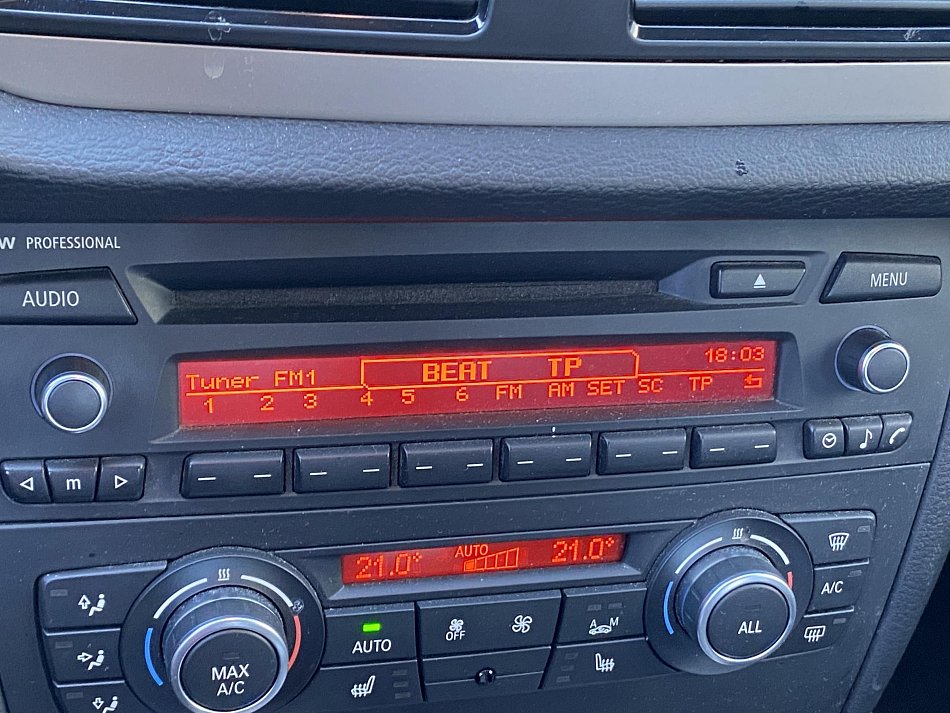 W PROFESSIONAL
AUDIO
MENU
BEAT TP 18:03
Tuner FM1
1 2 3 4 5 6 FM AM SET SC TP
m
21.0° AUTO 21.0°
AUTO
OFF
A M
A/C
MAX
A/C
ALL